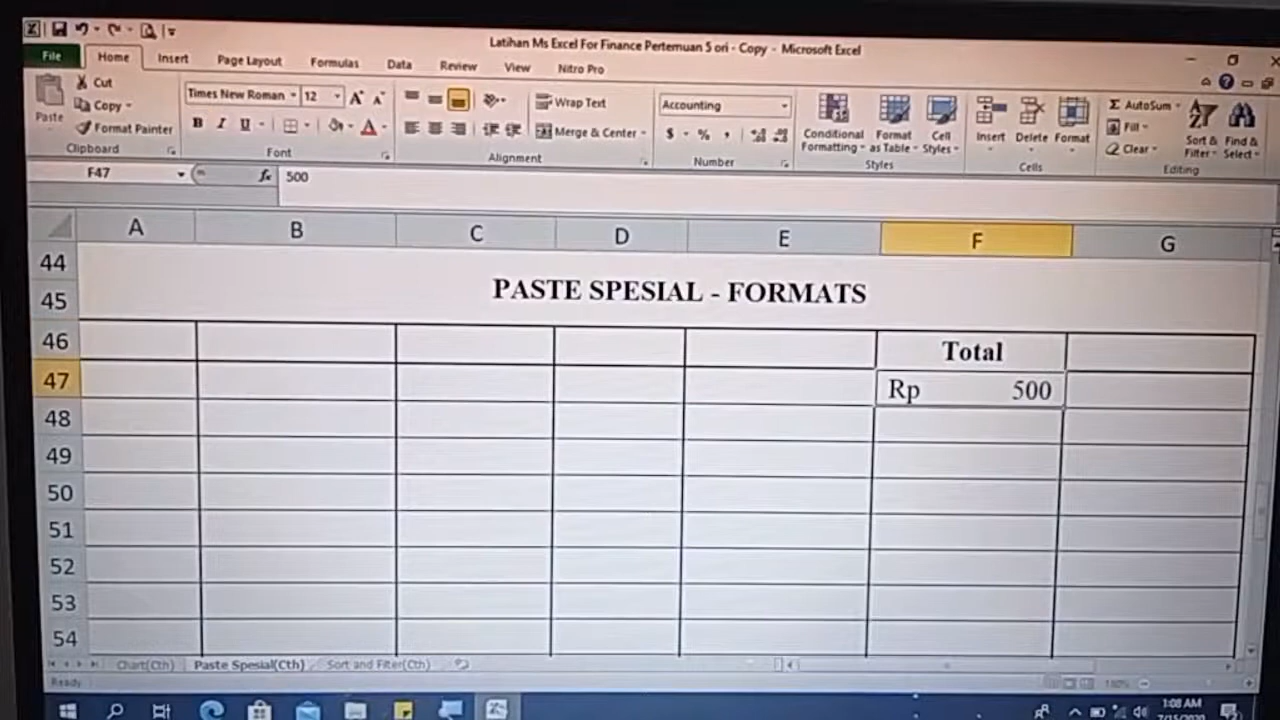 Latihan Ms Excel For Finance Pertemuan 5 ori - Copy - Microsoft Excel
File Home Insert Page Layout Formulas Data Review View Nitro Pro
Paste
Cut
Copy
Format Painter
Clipboard
Times New Roman 12
B I U
Font
Wrap Text
Merge & Center
Alignment
Accounting
$ % ,
Number
Conditional Formatting
Format as Table
Cell Styles
Styles
Insert Delete Format
Cells
Σ AutoSum
Fill
Clear
Sort & Filter
Find & Select
Editing
F47 fx 500
A B C D E F G
44
45 PASTE SPESIAL - FORMATS
46 Total
47 Rp 500
48
49
50
51
52
53
54
Chart(Cth) Paste Spesial(Cth) Sort and Filter(Cth)
Ready
1:08 AM